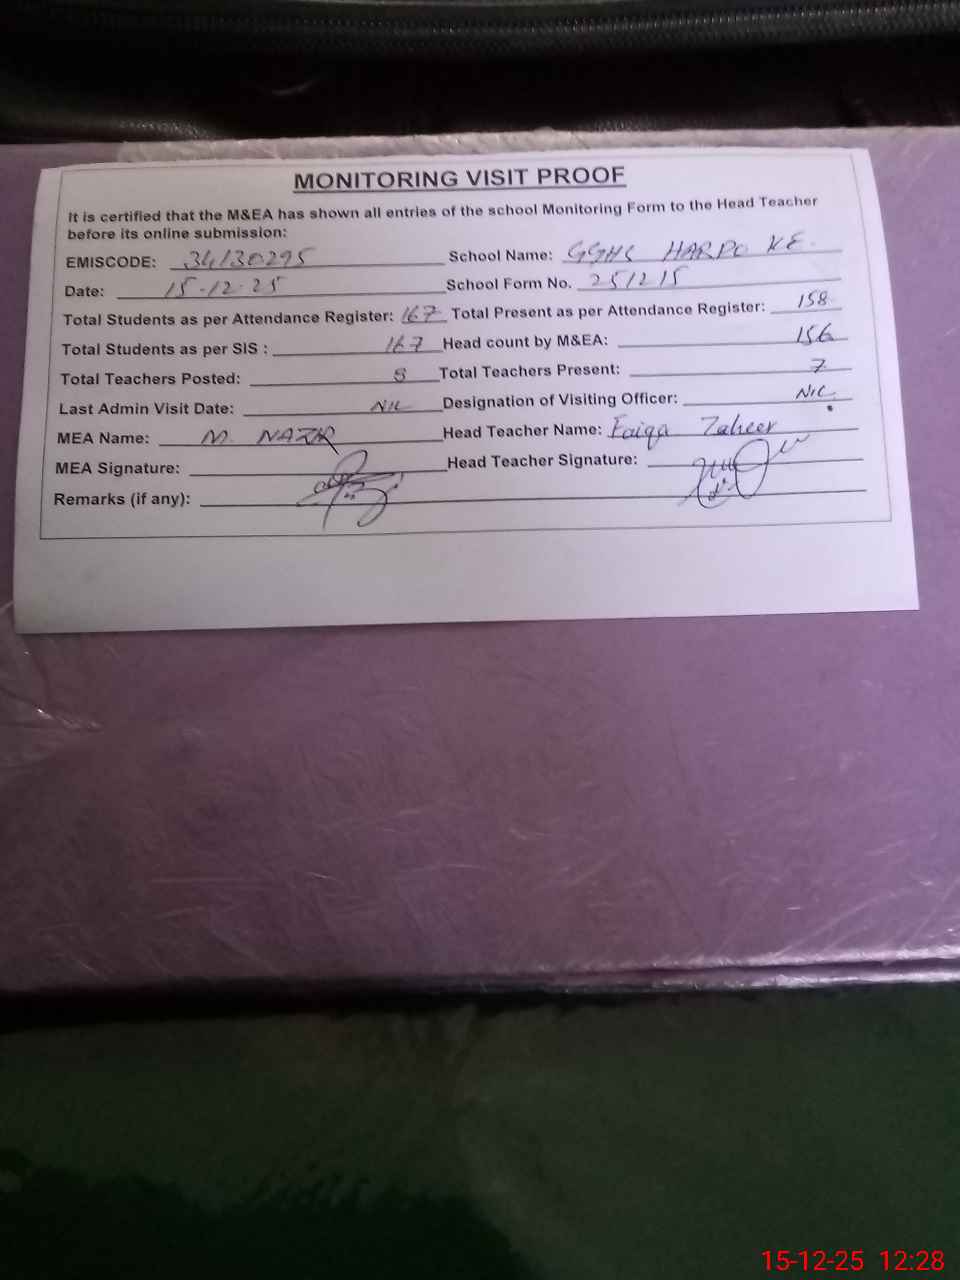 MONITORING VISIT PROOF
It is certified that the M&EA has shown all entries of the school Monitoring Form to the Head Teacher
before its online submission:
EMISCODE: 34130295 School Name: GGHS HARPO KE.
Date: 15-12-25 School Form No. 251215
Total Students as per Attendance Register: 167 Total Present as per Attendance Register: 158
Total Students as per SIS : 167 Head count by M&EA: 156
Total Teachers Posted: 8 Total Teachers Present: 7
Last Admin Visit Date: NIL Designation of Visiting Officer: NIL
MEA Name: M. NAZIR Head Teacher Name: Faiqa Zaheer
MEA Signature: Head Teacher Signature:
Remarks (if any):
15-12-25 12:28